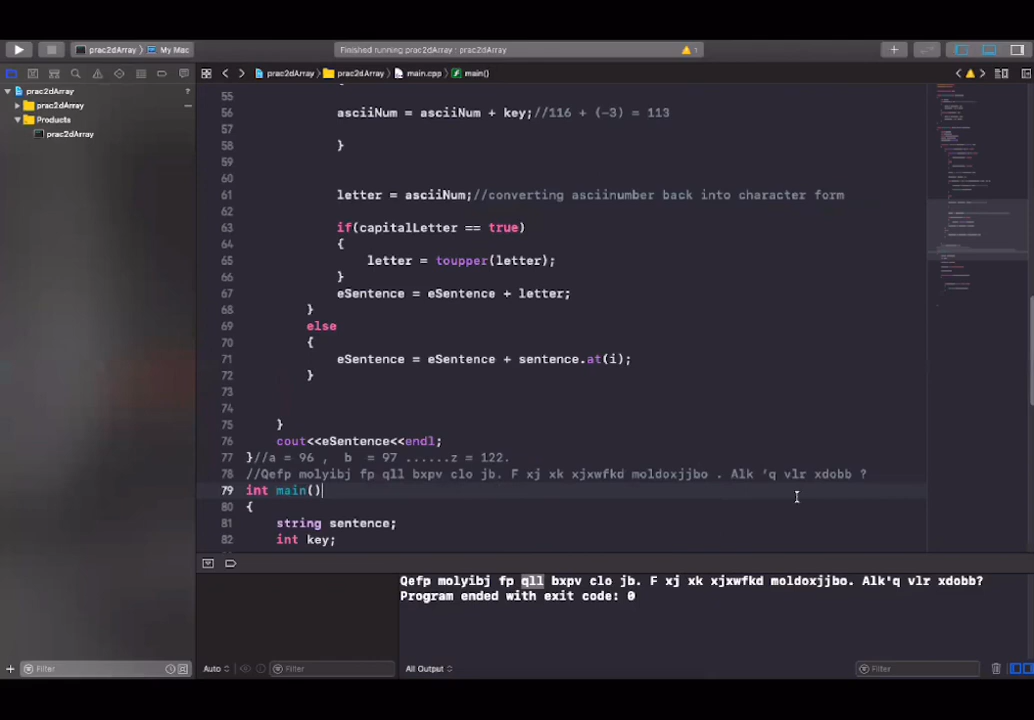 prac2dArray My Mac Finished running prac2dArray : prac2dArray 1
prac2dArray prac2dArray main.cpp main()
prac2dArray ?
prac2dArray
Products
prac2dArray
55
56 asciiNum = asciiNum + key;//116 + (-3) = 113
57
58 }
59
60
61 letter = asciiNum;//converting asciinumber back into character form
62
63 if(capitalLetter == true)
64 {
65 letter = toupper(letter);
66 }
67 eSentence = eSentence + letter;
68 }
69 else
70 {
71 eSentence = eSentence + sentence.at(i);
72 }
73
74
75 }
76 cout<<eSentence<<endl;
77 }//a = 96 , b = 97 ......z = 122.
78 //Qefp molyibj fp qll bxpv clo jb. F xj xk xjxwfkd moldoxjjbo . Alk ‘q vlr xdobb ?
79 int main()
80 {
81 string sentence;
82 int key;
Qefp molyibj fp qll bxpv clo jb. F xj xk xjxwfkd moldoxjjbo. Alk'q vlr xdobb?
Program ended with exit code: 0
Filter Auto Filter All Output Filter